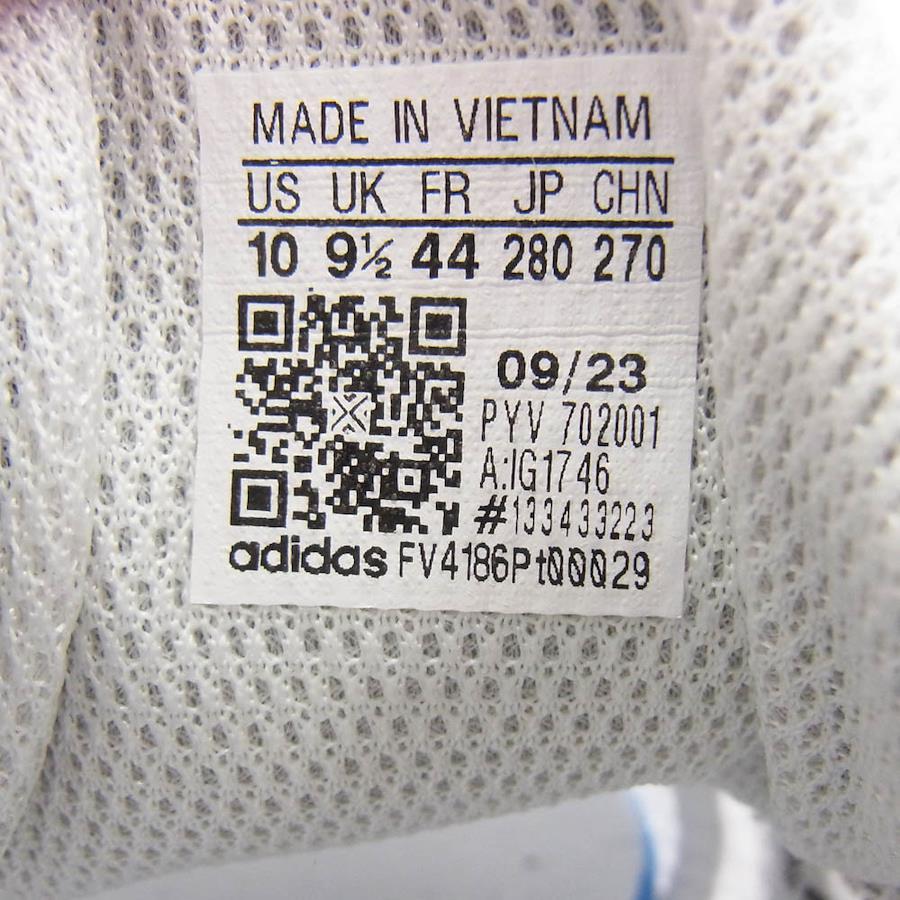 MADE IN VIETNAM
US UK FR JP CHN
10 9½ 44 280 270
09/23
PYV 702001
A:IG1746
#133433223
adidas FV4186Pt00029